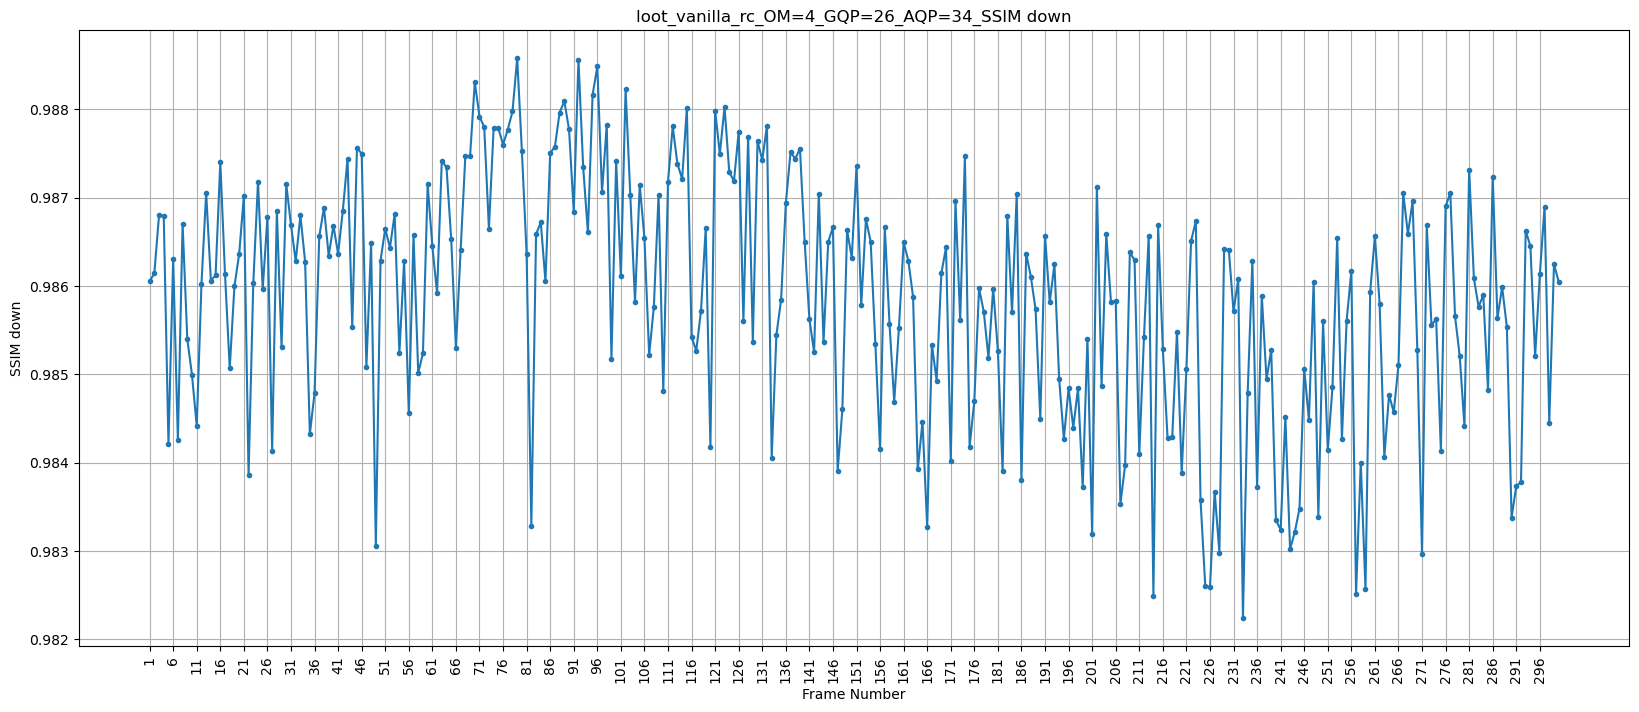 loot_vanilla_rc_OM=4_GQP=26_AQP=34_SSIM down
SSIM down
0.988
0.987
0.986
0.985
0.984
0.983
0.982
1 6 11 16 21 26 31 36 41 46 51 56 61 66 71 76 81 86 91 96 101 106 111 116 121 126 131 136 141 146 151 156 161 166 171 176 181 186 191 196 201 206 211 216 221 226 231 236 241 246 251 256 261 266 271 276 281 286 291 296
Frame Number